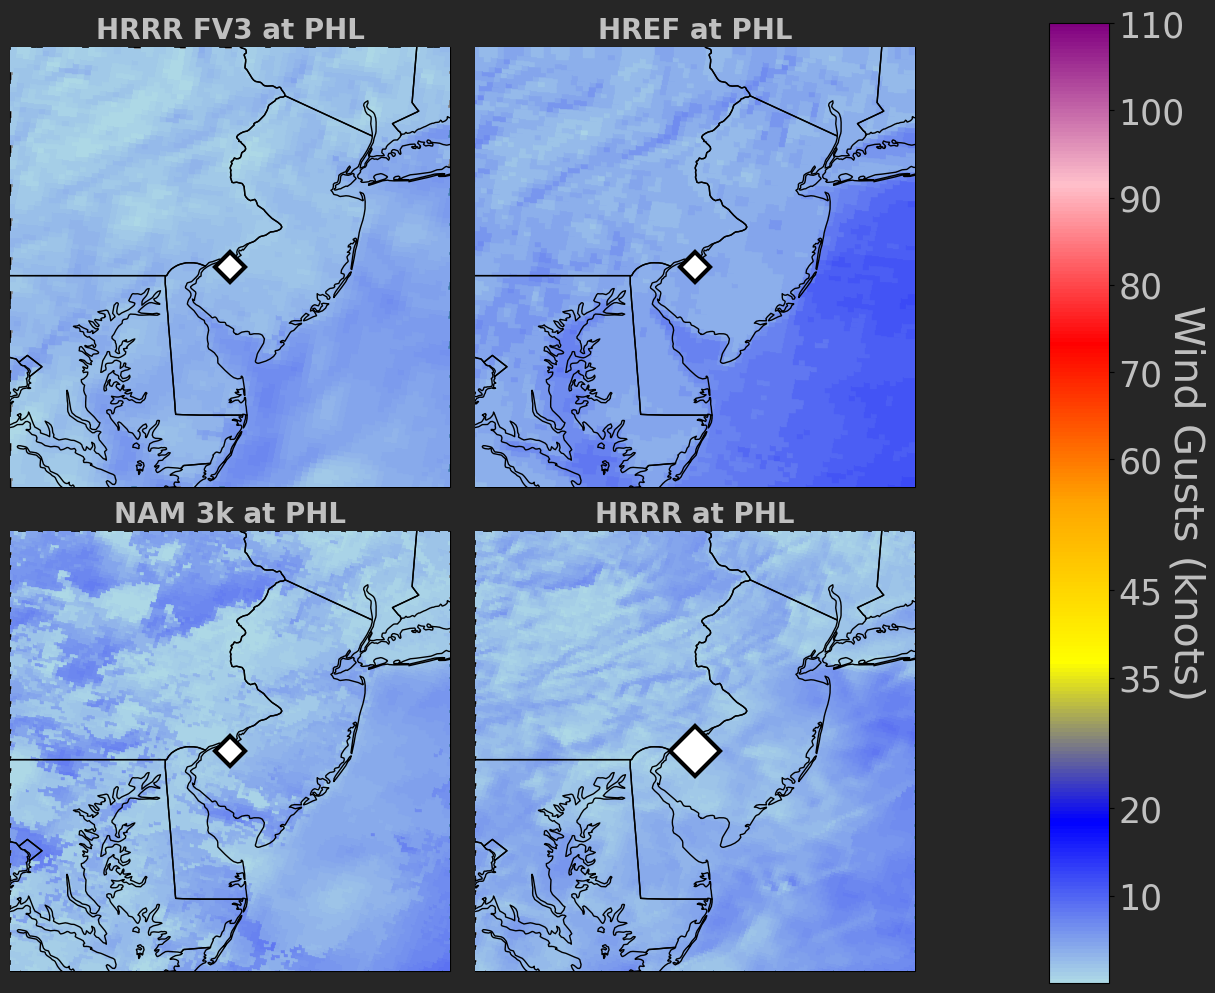 HRRR FV3 at PHL
HREF at PHL
NAM 3k at PHL
HRRR at PHL
110
100
90
80
70
60
45
35
20
10
Wind Gusts (knots)